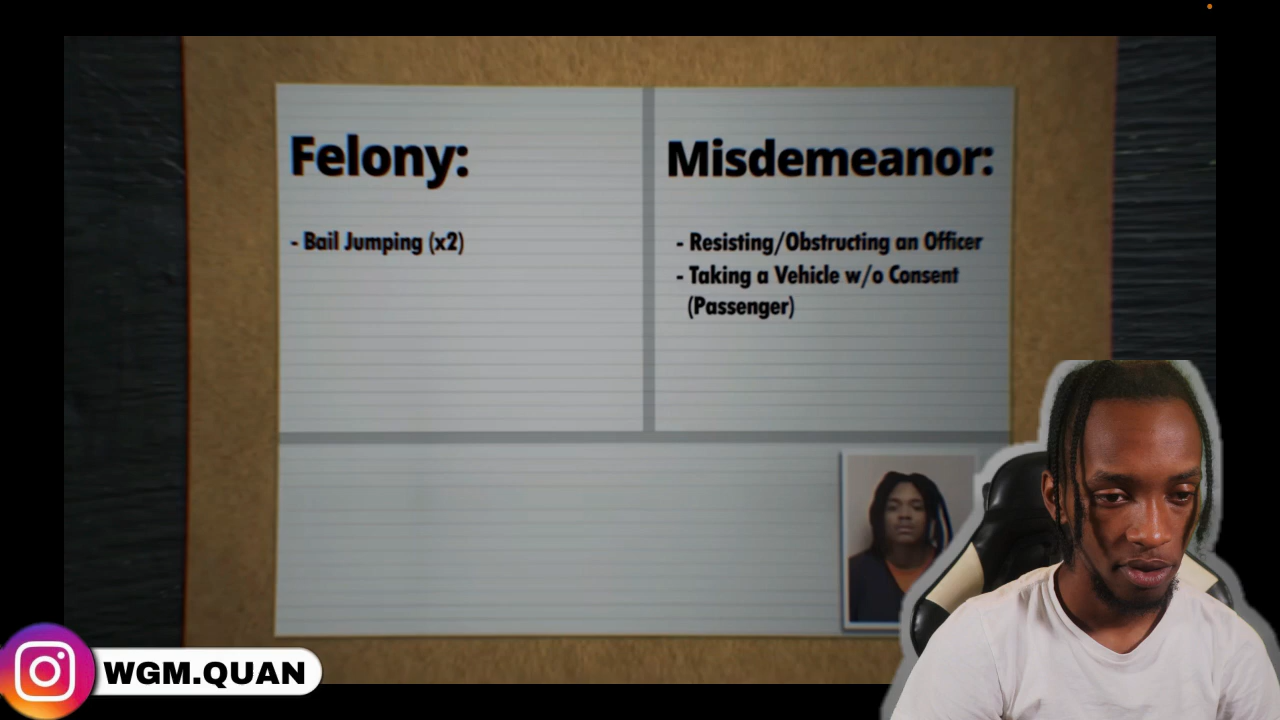 Felony:
- Bail Jumping (x2)
Misdemeanor:
- Resisting/Obstructing an Officer
- Taking a Vehicle w/o Consent
(Passenger)
WGM.QUAN